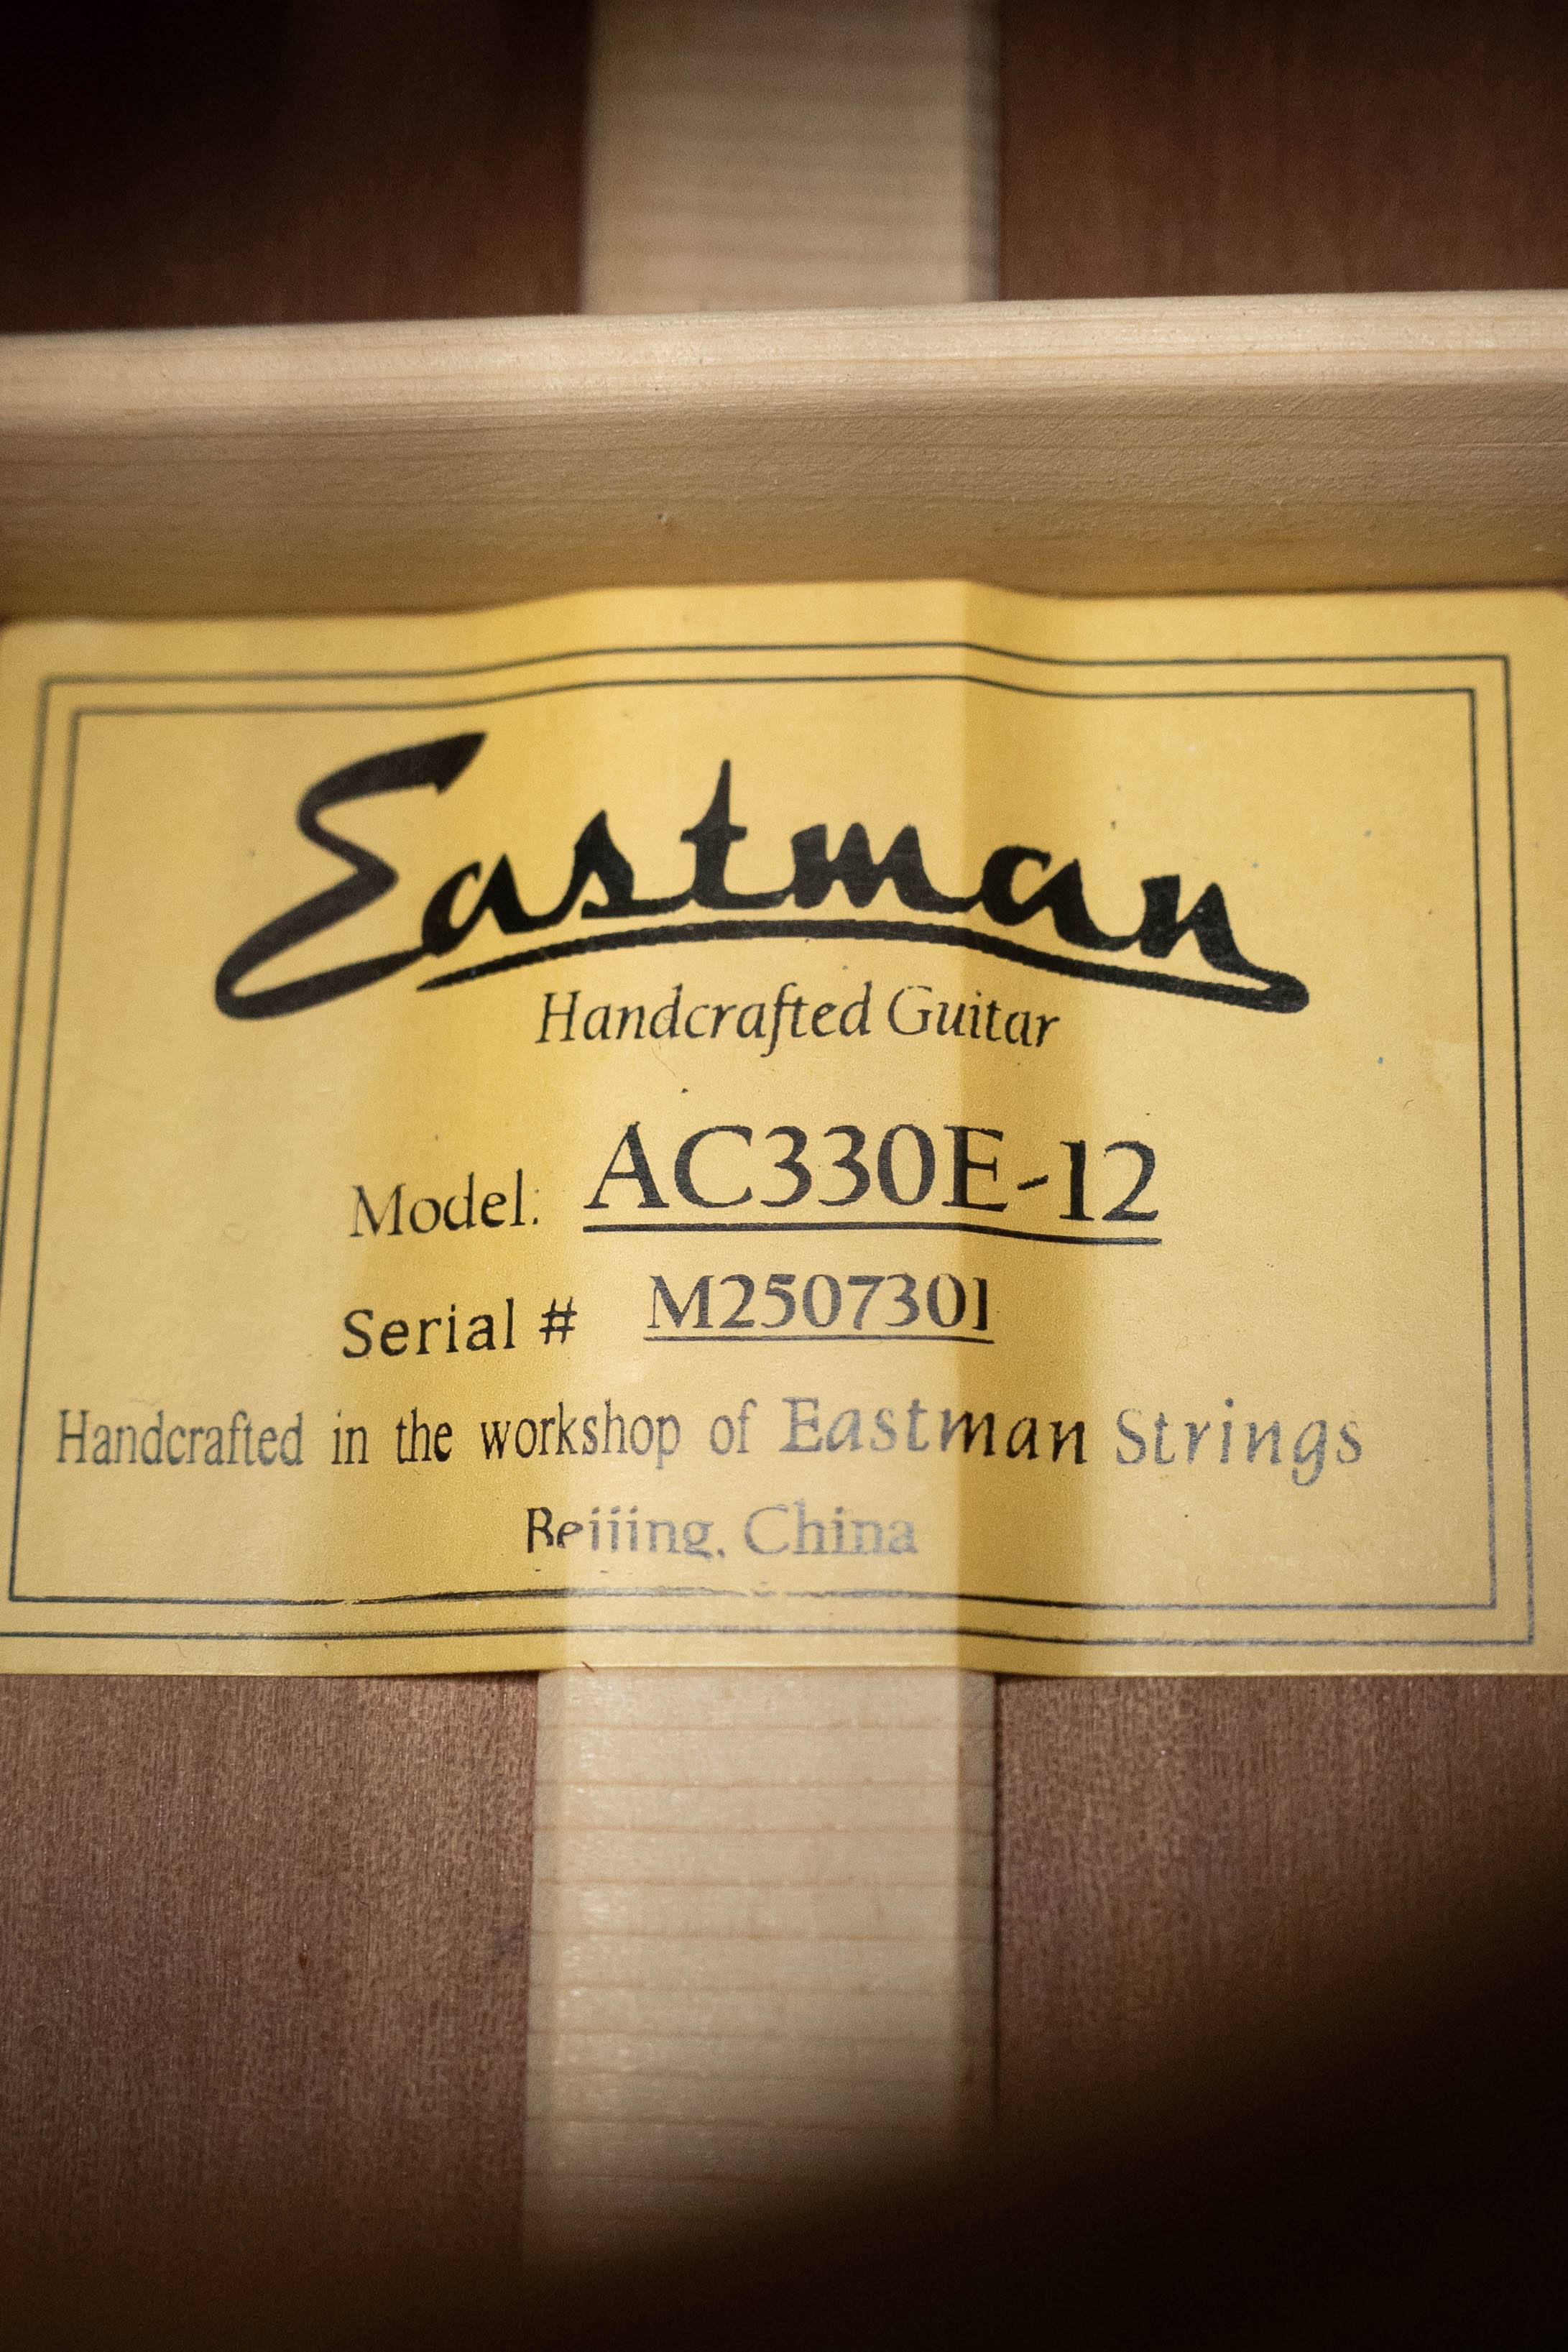 Eastman
Handcrafted Guitar
Model: AC330E-12
Serial # M2507301
Handcrafted in the workshop of Eastman Strings
Beijing, China